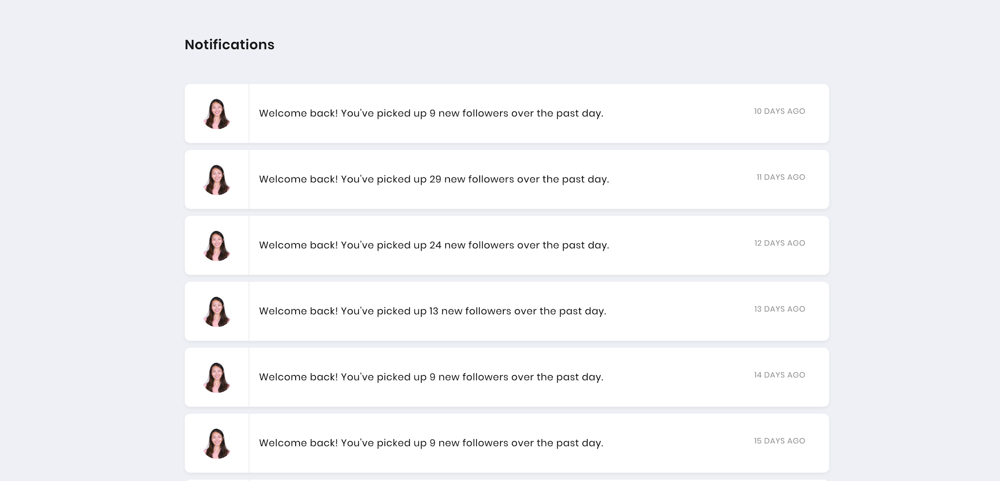 Notifications
Welcome back! You've picked up 9 new followers over the past day.
10 DAYS AGO
Welcome back! You've picked up 29 new followers over the past day.
11 DAYS AGO
Welcome back! You've picked up 24 new followers over the past day.
12 DAYS AGO
Welcome back! You've picked up 13 new followers over the past day.
13 DAYS AGO
Welcome back! You've picked up 9 new followers over the past day.
14 DAYS AGO
Welcome back! You've picked up 9 new followers over the past day.
15 DAYS AGO